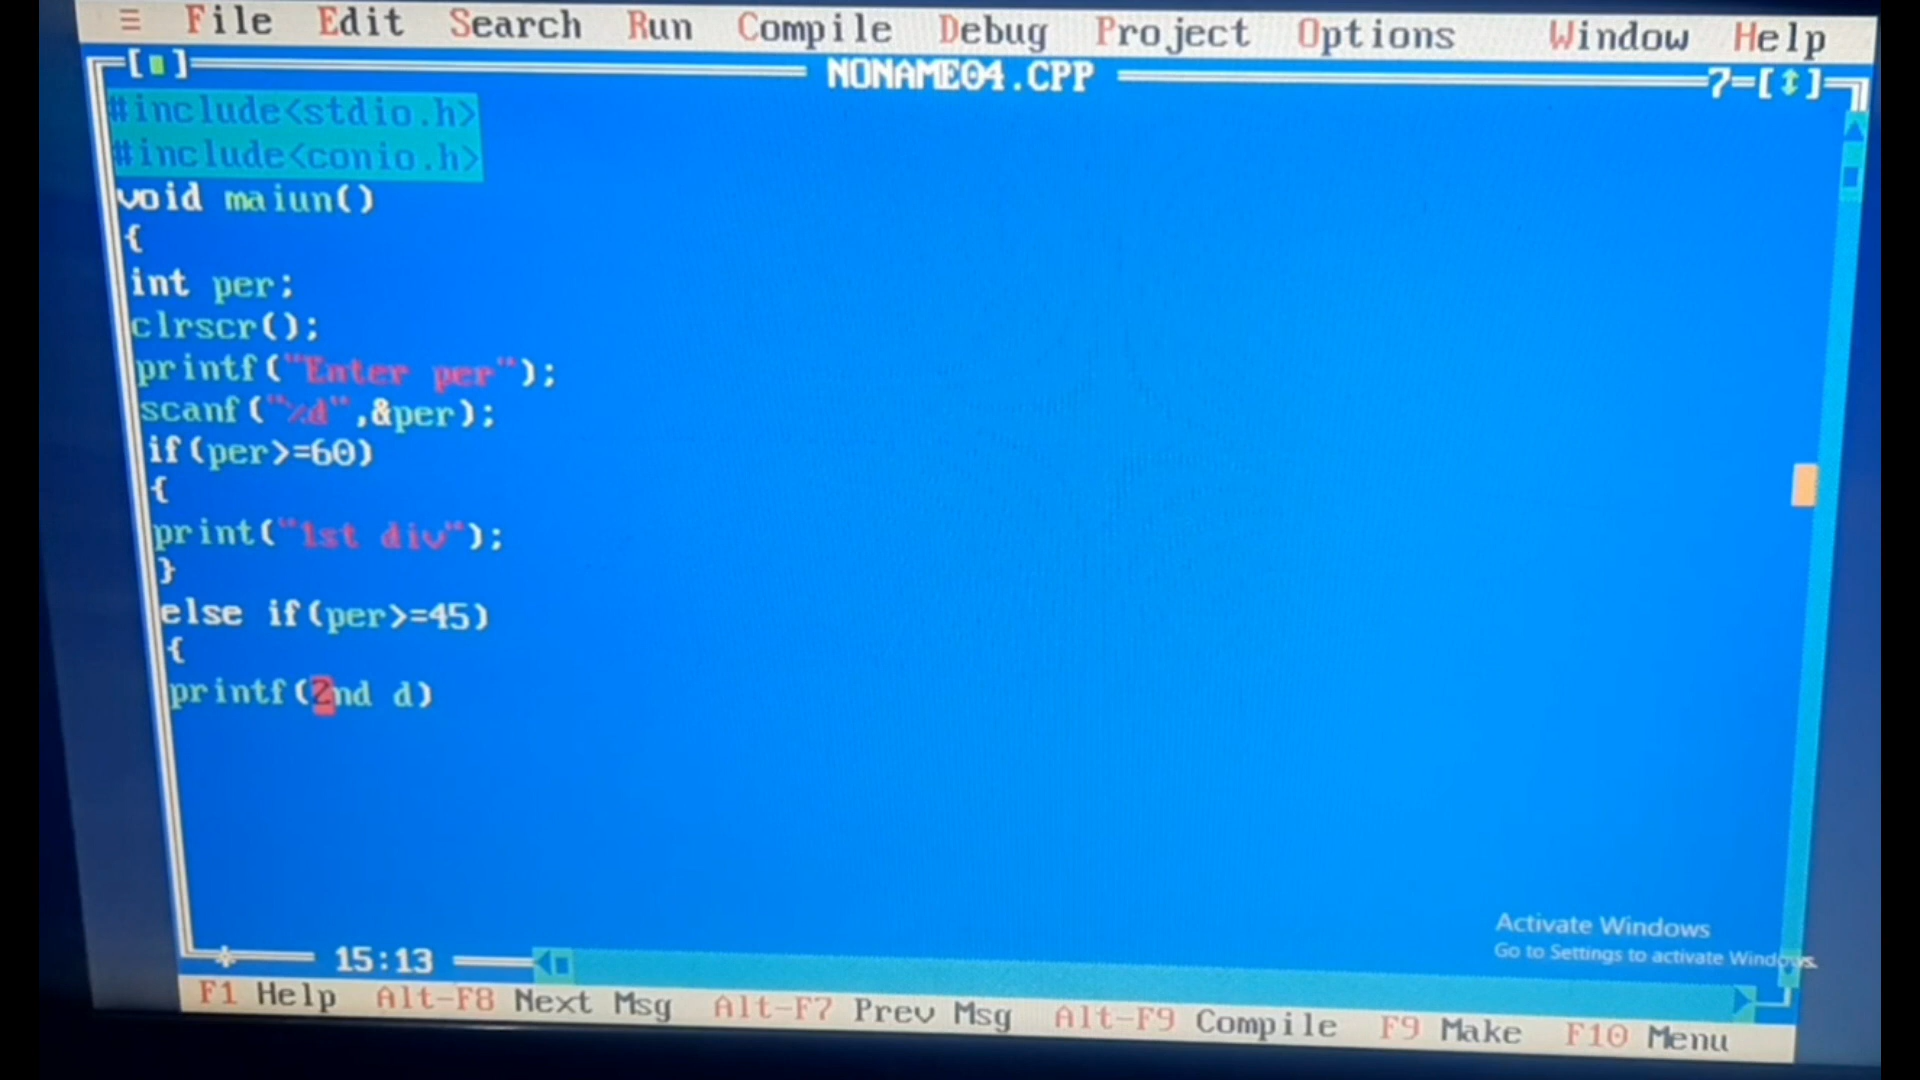 ≡ File Edit Search Run Compile Debug Project Options Window Help
[■] NONAME04.CPP 7=[↕]
#include<stdio.h>
#include<conio.h>
void maiun()
{
int per;
clrscr();
printf("Enter per");
scanf("%d",&per);
if(per>=60)
{
print("1st div");
}
else if(per>=45)
{
printf(2nd d)
Activate Windows
Go to Settings to activate Windows.
15:13
F1 Help Alt-F8 Next Msg Alt-F7 Prev Msg Alt-F9 Compile F9 Make F10 Menu